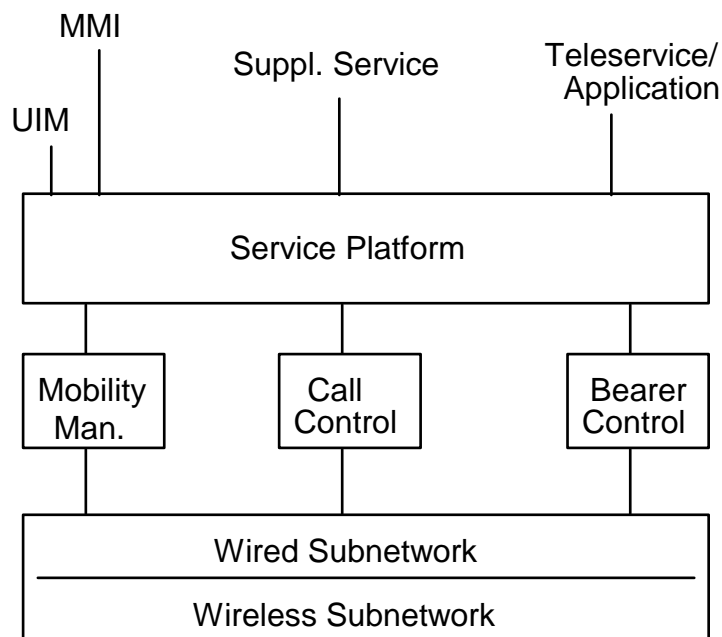 MMI
Suppl. Service
Teleservice/
Application
UIM
Service Platform
Mobility
Man.
Call
Control
Bearer
Control
Wired Subnetwork
Wireless Subnetwork